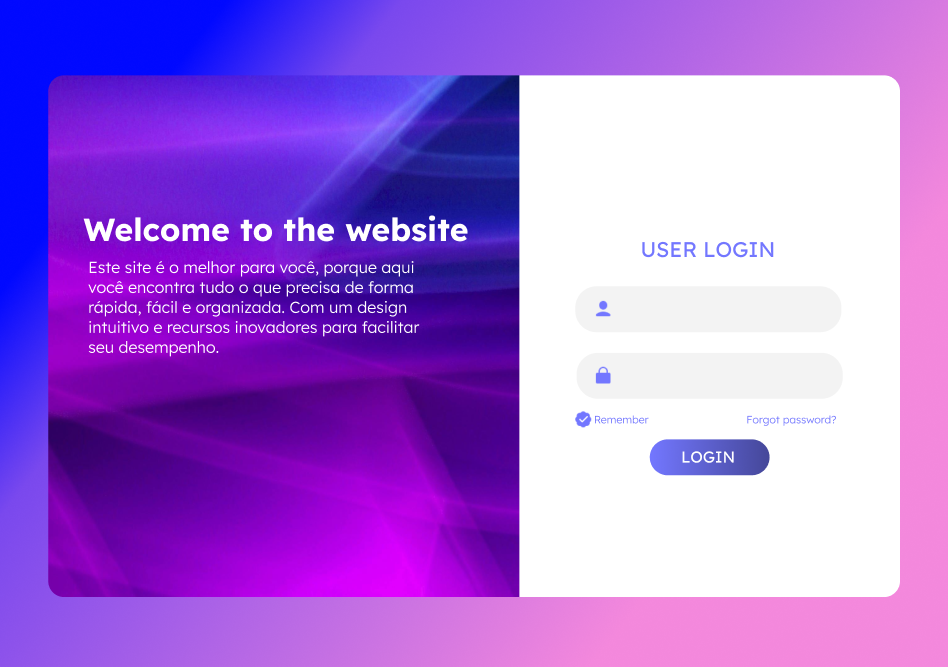 Welcome to the website
Este site é o melhor para você, porque aqui
você encontra tudo o que precisa de forma
rápida, fácil e organizada. Com um design
intuitivo e recursos inovadores para facilitar
seu desempenho.
USER LOGIN
Remember
Forgot password?
LOGIN